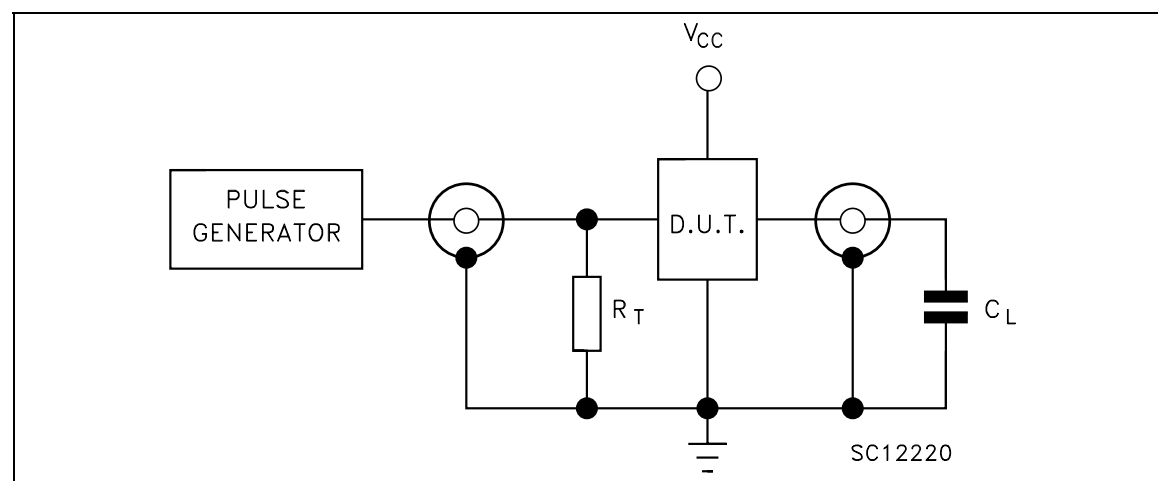 VCC
PULSE
GENERATOR
D.U.T.
RT
CL
SC12220